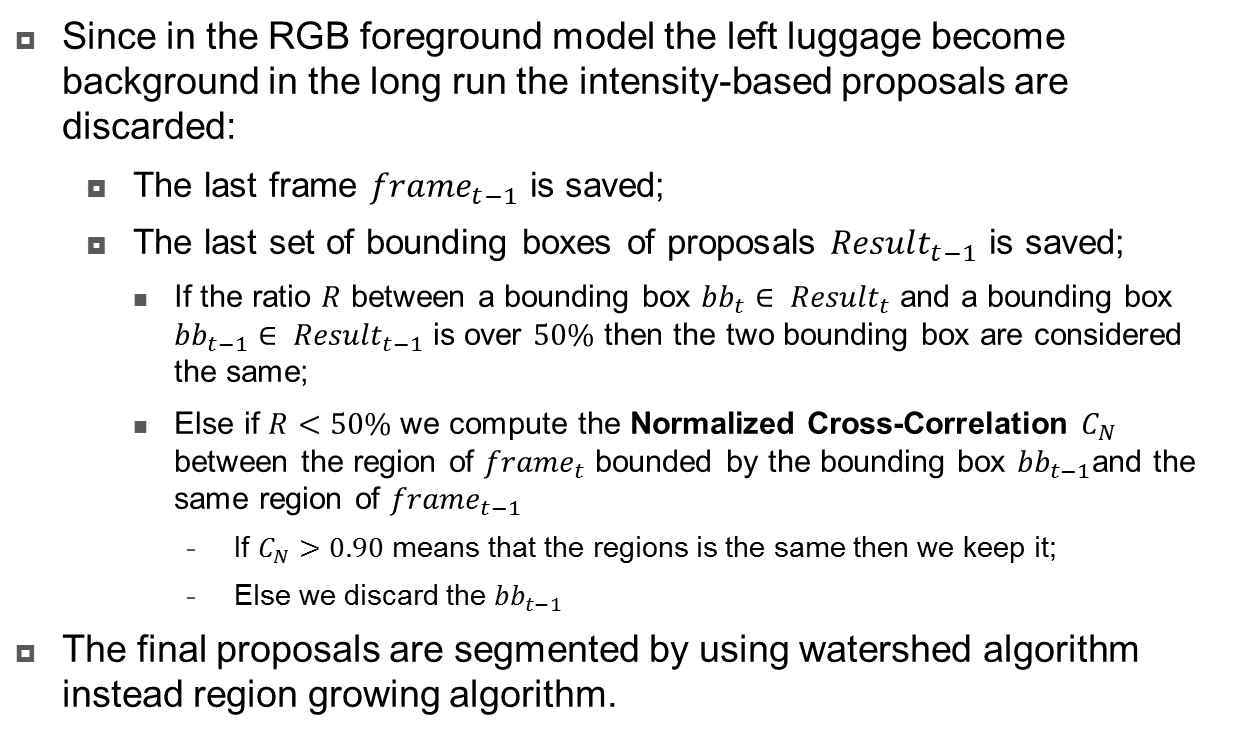 Since in the RGB foreground model the left luggage become
background in the long run the intensity-based proposals are
discarded:
The last frame frame_{t−1} is saved;
The last set of bounding boxes of proposals Result_{t−1} is saved;
If the ratio R between a bounding box bb_t ∈ Result_t and a bounding box
bb_{t−1} ∈ Result_{t−1} is over 50% then the two bounding box are considered
the same;
Else if R < 50% we compute the Normalized Cross-Correlation C_N
between the region of frame_t bounded by the bounding box bb_{t−1}and the
same region of frame_{t−1}
- If C_N > 0.90 means that the regions is the same then we keep it;
- Else we discard the bb_{t−1}
The final proposals are segmented by using watershed algorithm
instead region growing algorithm.